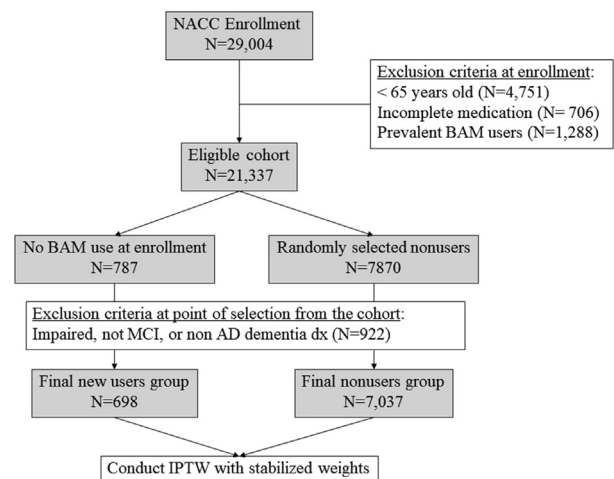 NACC Enrollment
N=29,004
Exclusion criteria at enrollment:
< 65 years old (N=4,751)
Incomplete medication (N= 706)
Prevalent BAM users (N=1,288)
Eligible cohort
N=21,337
No BAM use at enrollment
N=787
Randomly selected nonusers
N=7870
Exclusion criteria at point of selection from the cohort:
Impaired, not MCI, or non AD dementia dx (N=922)
Final new users group
N=698
Final nonusers group
N=7,037
Conduct IPTW with stabilized weights